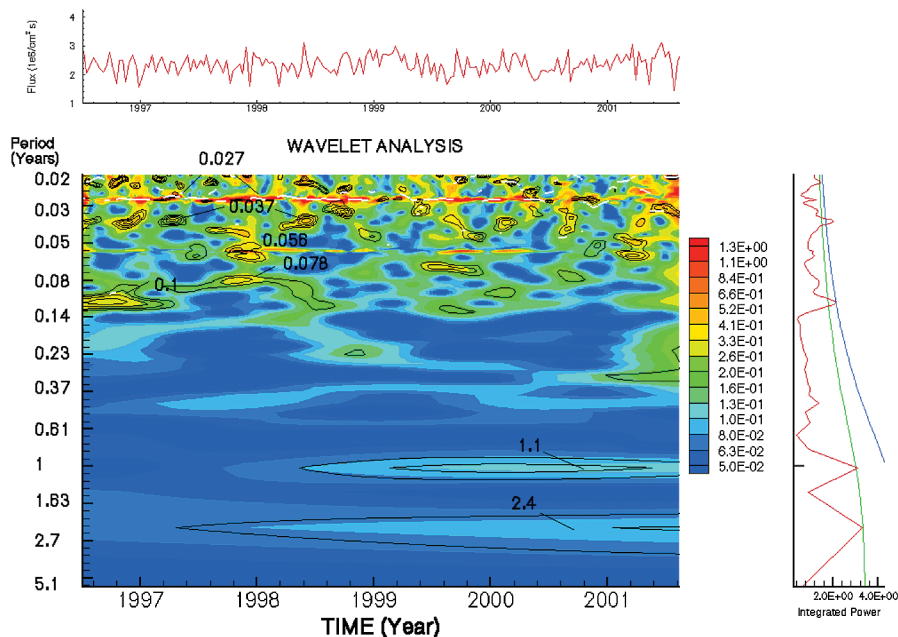 4
3
2
1
Flux (1e6/cm² s)
1997
1998
1999
2000
2001
WAVELET ANALYSIS
Period
(Years)
0.02
0.03
0.05
0.08
0.14
0.23
0.37
0.61
1
1.63
2.7
5.1
0.027
0.037
0.056
0.078
0.1
1.1
2.4
1997
1998
1999
2000
2001
TIME (Year)
1.3E+00
1.1E+00
8.4E-01
6.6E-01
5.2E-01
4.1E-01
3.3E-01
2.6E-01
2.0E-01
1.6E-01
1.3E-01
1.0E-01
8.0E-02
6.3E-02
5.0E-02
2.0E+00
4.0E+00
Integrated Power